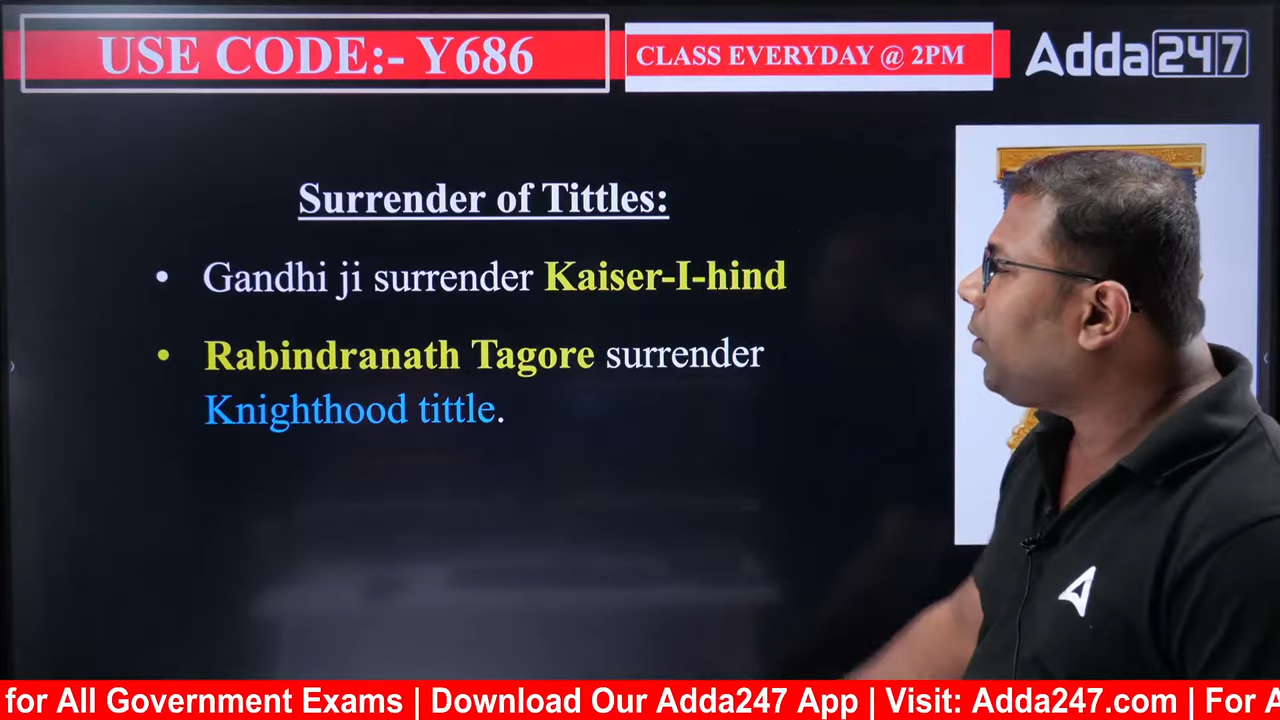 USE CODE:- Y686
CLASS EVERYDAY @ 2PM
Adda247
Surrender of Tittles:
• Gandhi ji surrender Kaiser-I-hind
• Rabindranath Tagore surrender
Knighthood tittle.
for All Government Exams | Download Our Adda247 App | Visit: Adda247.com | For A